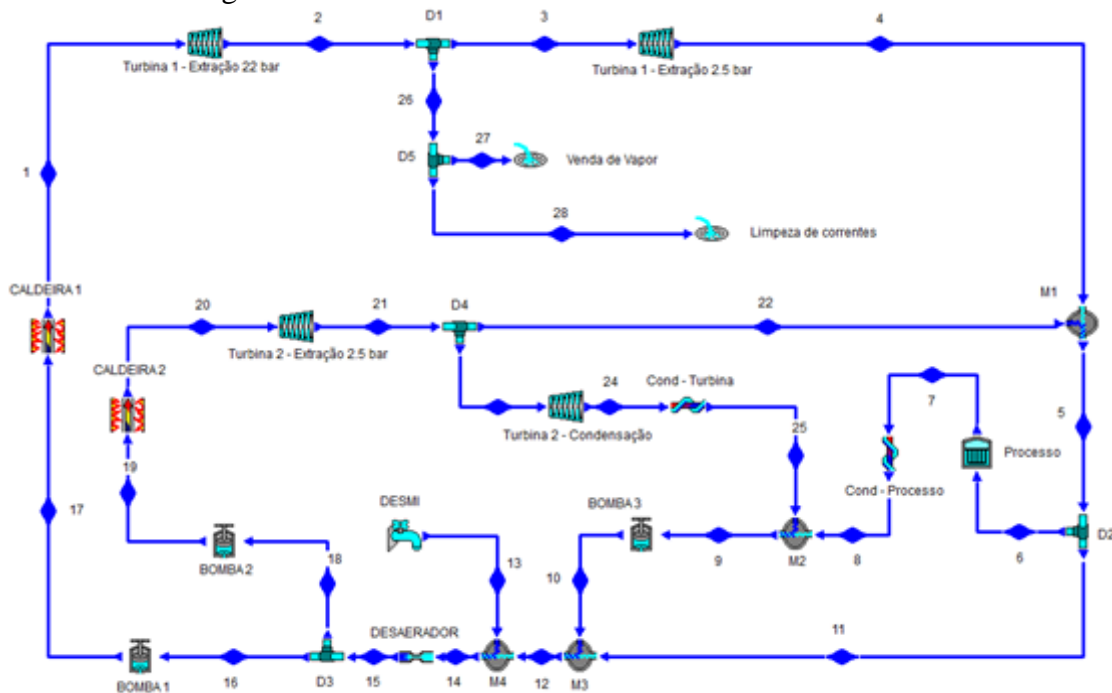 2
D1
3
4
Turbina 1 - Extração 22 bar
Turbina 1 - Extração 2.5 bar
26
27
D5
Venda de Vapor
1
28
Limpeza de correntes
CALDEIRA 1
20
21
D4
22
M1
Turbina 2 - Extração 2.5 bar
CALDEIRA 2
24
Cond - Turbina
7
5
Turbina 2 - Condensação
25
Processo
19
Cond - Processo
17
DESMI
BOMBA 3
D2
18
13
9
M2
8
6
BOMBA 2
10
DESAERADOR
11
16
D3
15
14
M4
12
M3
BOMBA 1